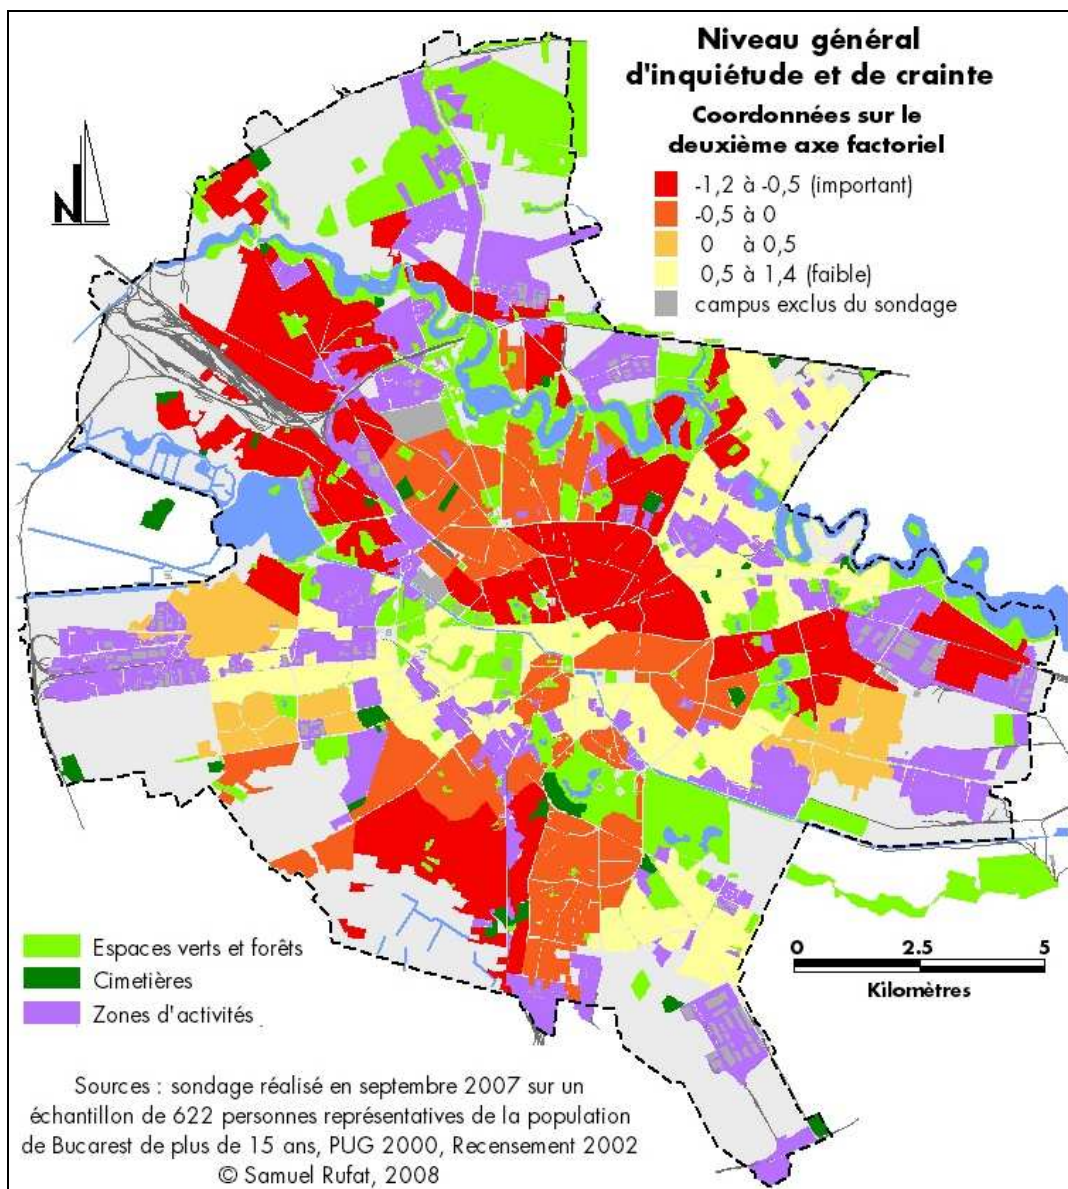 Niveau général
d'inquiétude et de crainte
Coordonnées sur le
deuxième axe factoriel
-1,2 à -0,5 (important)
-0,5 à 0
0 à 0,5
0,5 à 1,4 (faible)
campus exclus du sondage
N
Espaces verts et forêts
Cimetières
Zones d'activités
0 2.5 5
Kilomètres
Sources : sondage réalisé en septembre 2007 sur un
échantillon de 622 personnes représentatives de la population
de Bucarest de plus de 15 ans, PUG 2000, Recensement 2002
© Samuel Rufat, 2008